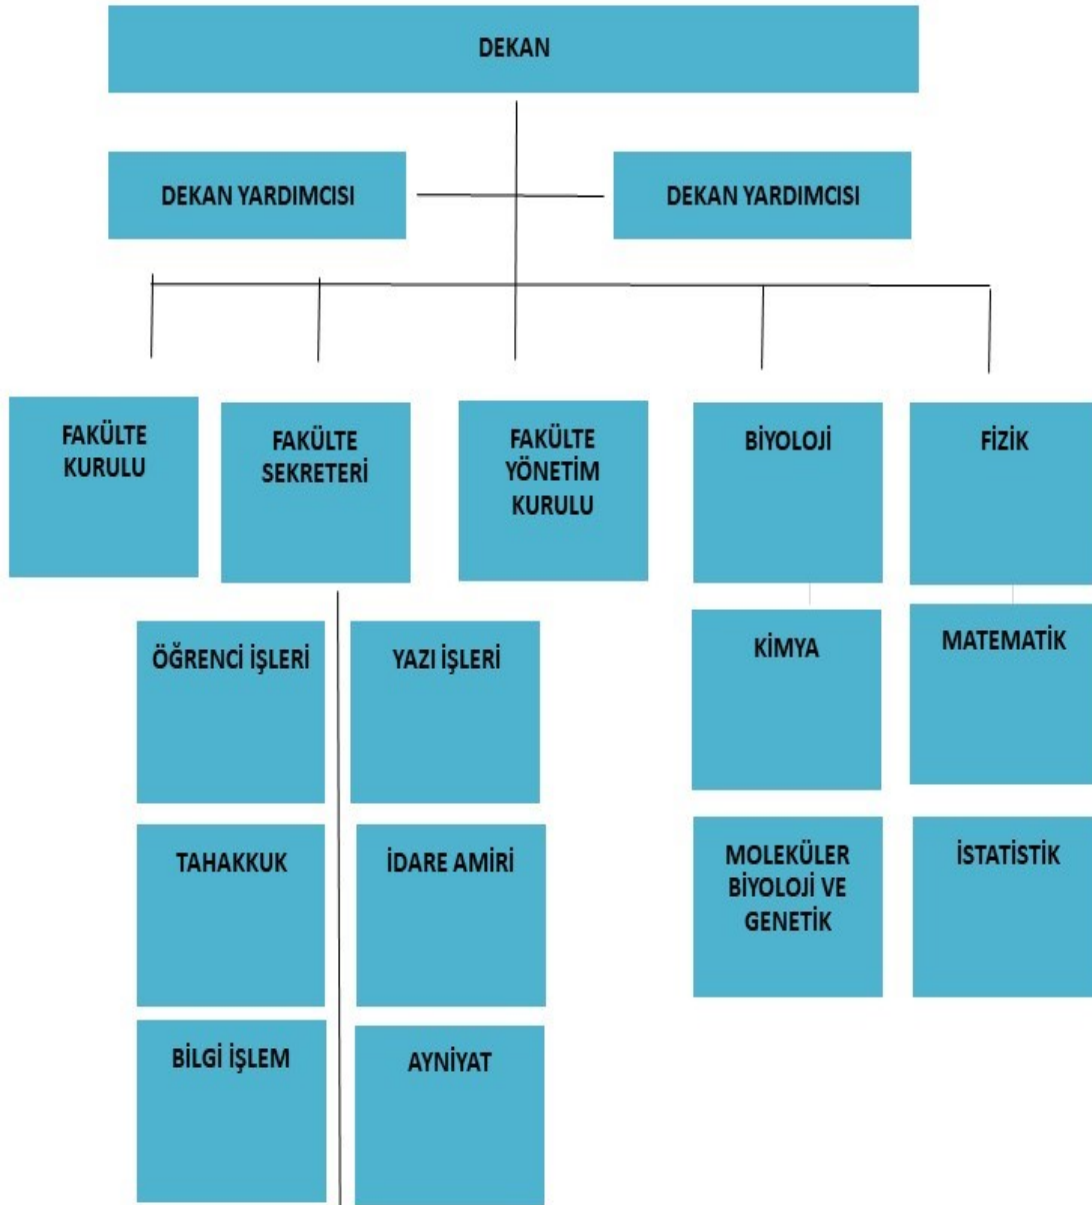 DEKAN
DEKAN YARDIMCISI
DEKAN YARDIMCISI
FAKÜLTE
KURULU
FAKÜLTE
SEKRETERİ
FAKÜLTE
YÖNETİM
KURULU
BİYOLOJİ
FİZİK
ÖĞRENCİ İŞLERİ
YAZI İŞLERİ
KİMYA
MATEMATİK
TAHAKKUK
İDARE AMİRİ
MOLEKÜLER
BİYOLOJİ VE
GENETİK
İSTATİSTİK
BİLGİ İŞLEM
AYNİYAT